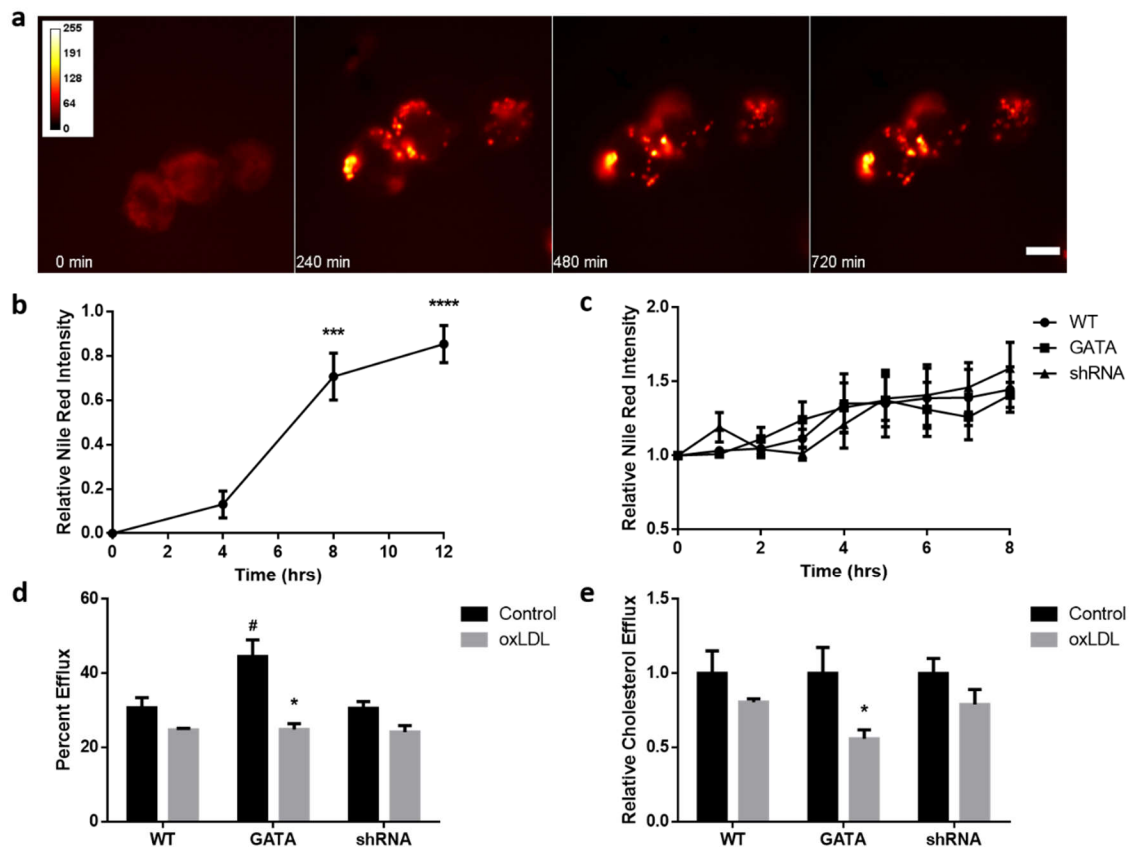 a
255
191
128
64
0
0 min
240 min
480 min
720 min
b
Relative Nile Red Intensity
1.0
0.8
0.6
0.4
0.2
0.0
***
****
0 2 4 6 8 10 12
Time (hrs)
c
Relative Nile Red Intensity
2.0
1.5
1.0
0.5
0 2 4 6 8
Time (hrs)
WT
GATA
shRNA
d
Percent Efflux
60
40
20
0
#
*
WT GATA shRNA
Control
oxLDL
e
Relative Cholesterol Efflux
1.5
1.0
0.5
0.0
*
WT GATA shRNA
Control
oxLDL